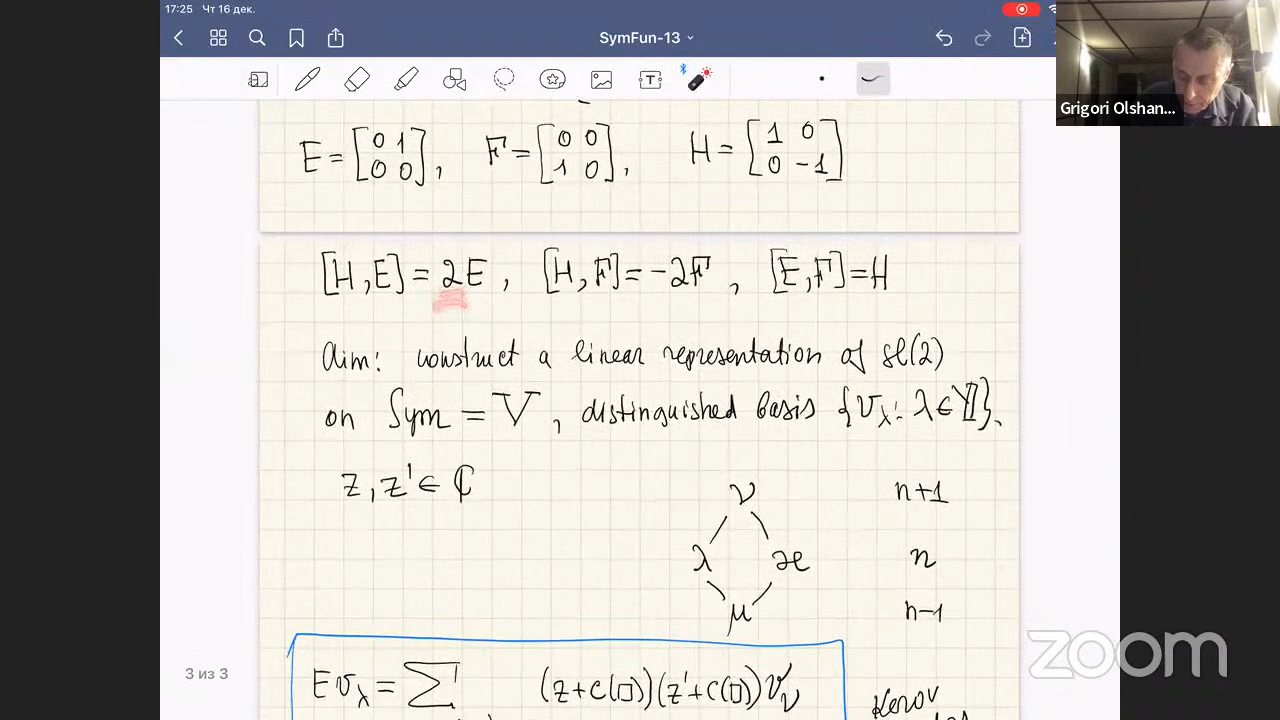 17:25 Чт 16 дек.
SymFun-13
Grigori Olshan...
E = [0 1; 0 0], F = [0 0; 1 0], H = [1 0; 0 -1]
[H, E] = 2E, [H, F] = -2F, [E, F] = H
Aim: construct a linear representation of sl(2)
on Sym = V, distinguished basis {v_λ: λ ∈ 𝕐}.
z, z' ∈ ℂ
ν n+1
λ ϰ n
μ n-1
3 из 3
E v_λ = Σ (z+c(□))(z'+c(□)) v_ν
Kerov
zoom